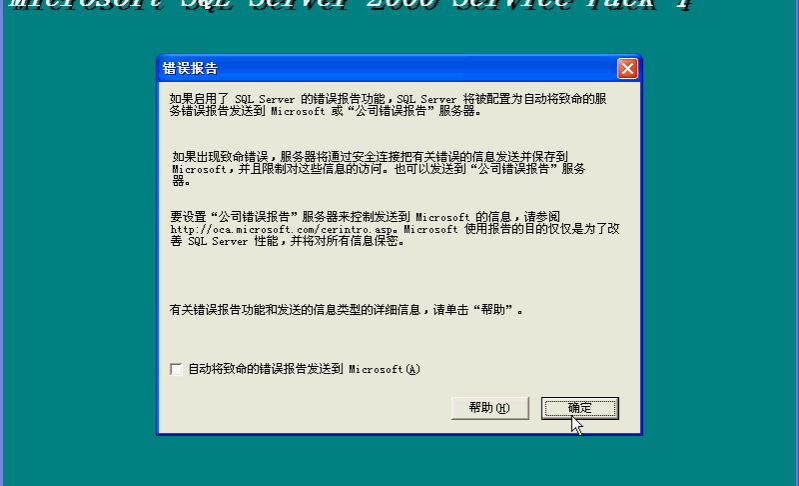 Microsoft SQL Server 2000 Service Pack 4
错误报告
如果启用了 SQL Server 的错误报告功能，SQL Server 将被配置为自动将致命的服
务错误报告发送到 Microsoft 或“公司错误报告”服务器。
如果出现致命错误，服务器将通过安全连接把有关错误的信息发送并保存到
Microsoft，并且限制对这些信息的访问。也可以发送到“公司错误报告”服务
器。
要设置“公司错误报告”服务器来控制发送到 Microsoft 的信息，请参阅
http://oca.microsoft.com/cerintro.asp。Microsoft 使用报告的目的仅仅是为了改
善 SQL Server 性能，并将对所有信息保密。
有关错误报告功能和发送的信息类型的详细信息，请单击“帮助”。
自动将致命的错误报告发送到 Microsoft(A)
帮助(H) 确定